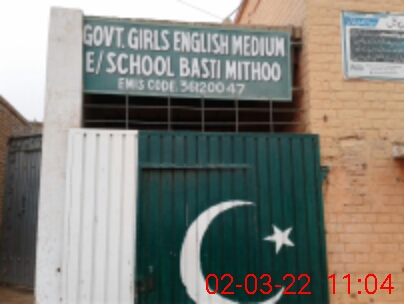 GOVT. GIRLS ENGLISH MEDIUM
E/SCHOOL BASTI MITHOO
EMIS CODE. 36120047
02-03-22 11:04